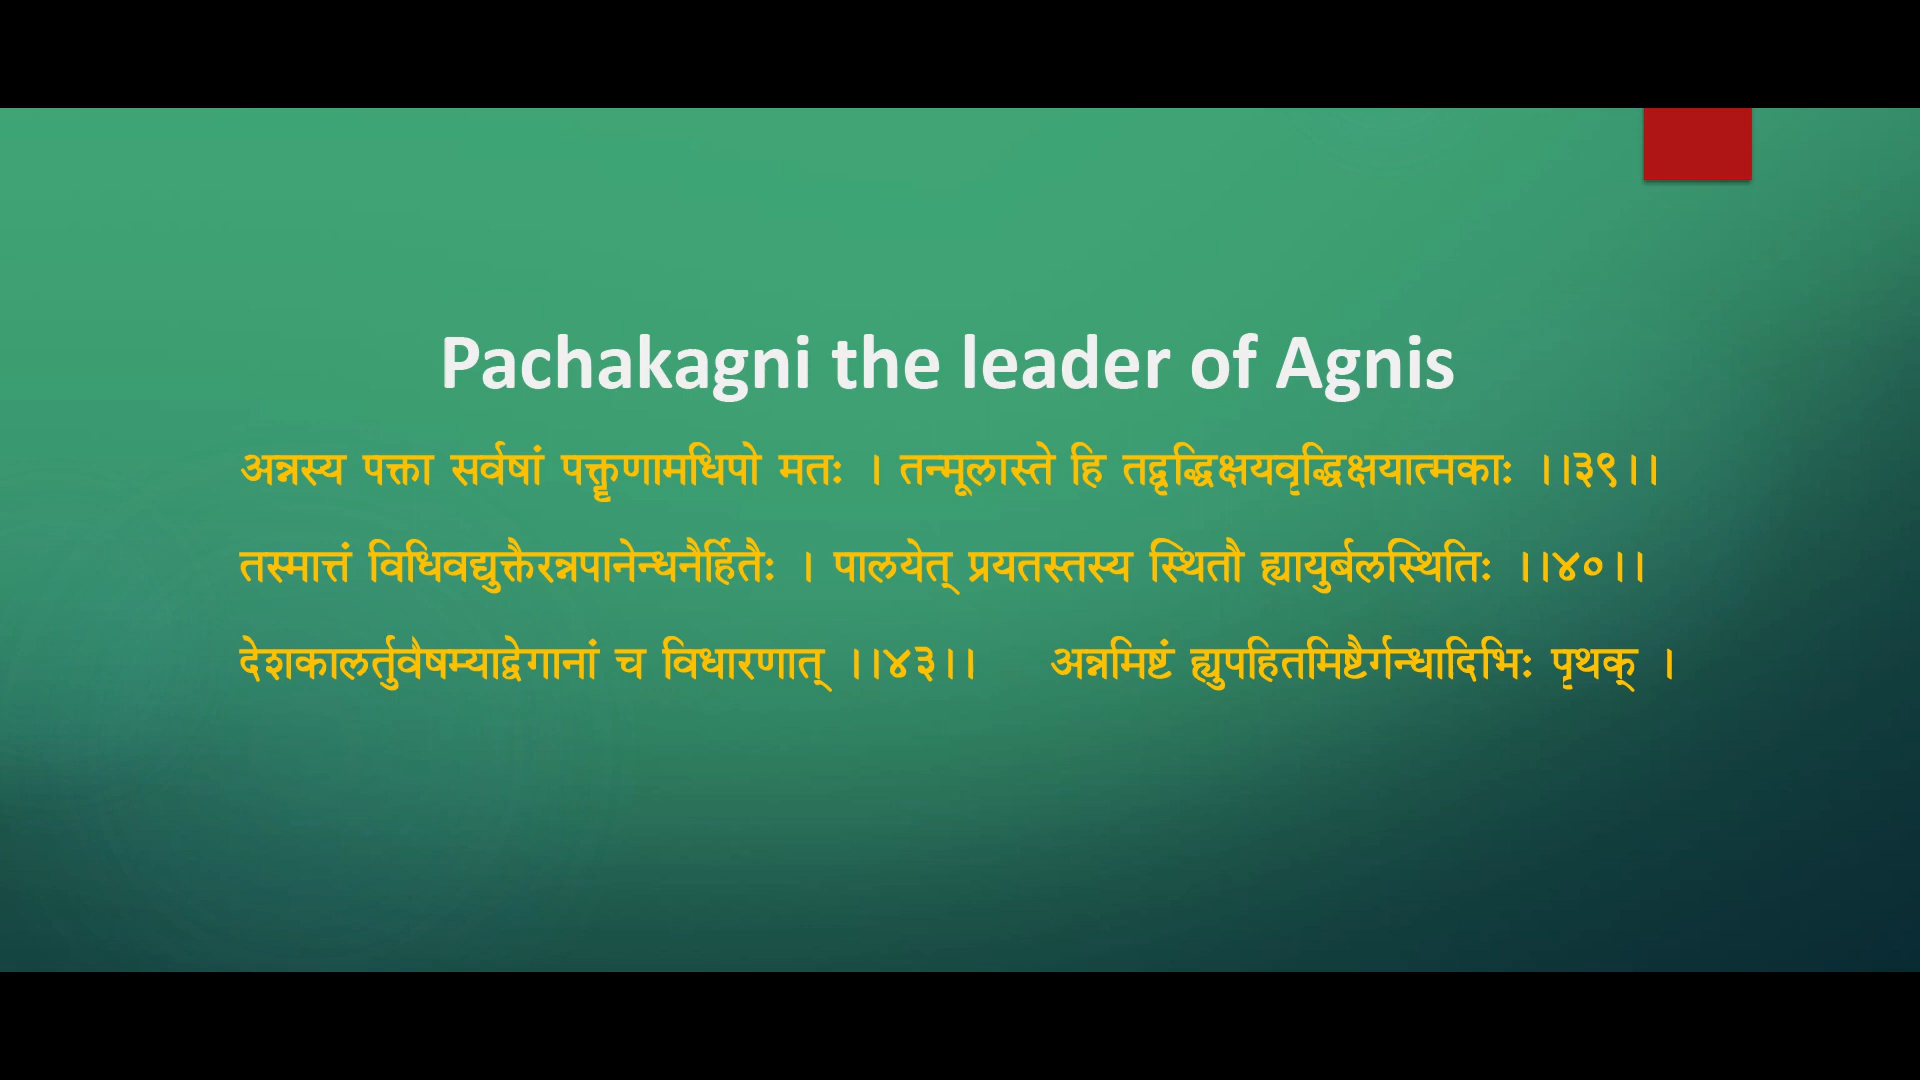 Pachakagni the leader of Agnis
अन्नस्य पक्ता सर्वषां पक्तॄणामधिपो मतः । तन्मूलास्ते हि तद्वृद्धिक्षयवृद्धिक्षयात्मकाः ।।३९।।
तस्मात्तं विधिवद्युक्तैरन्नपानेन्धनैर्हितैः । पालयेत् प्रयतस्तस्य स्थितौ ह्यायुर्बलस्थितिः ।।४०।।
देशकालर्तुवैषम्याद्वेगानां च विधारणात् ।।४३।। अन्नमिष्टं ह्युपहितमिष्टैर्गन्धादिभिः पृथक् ।